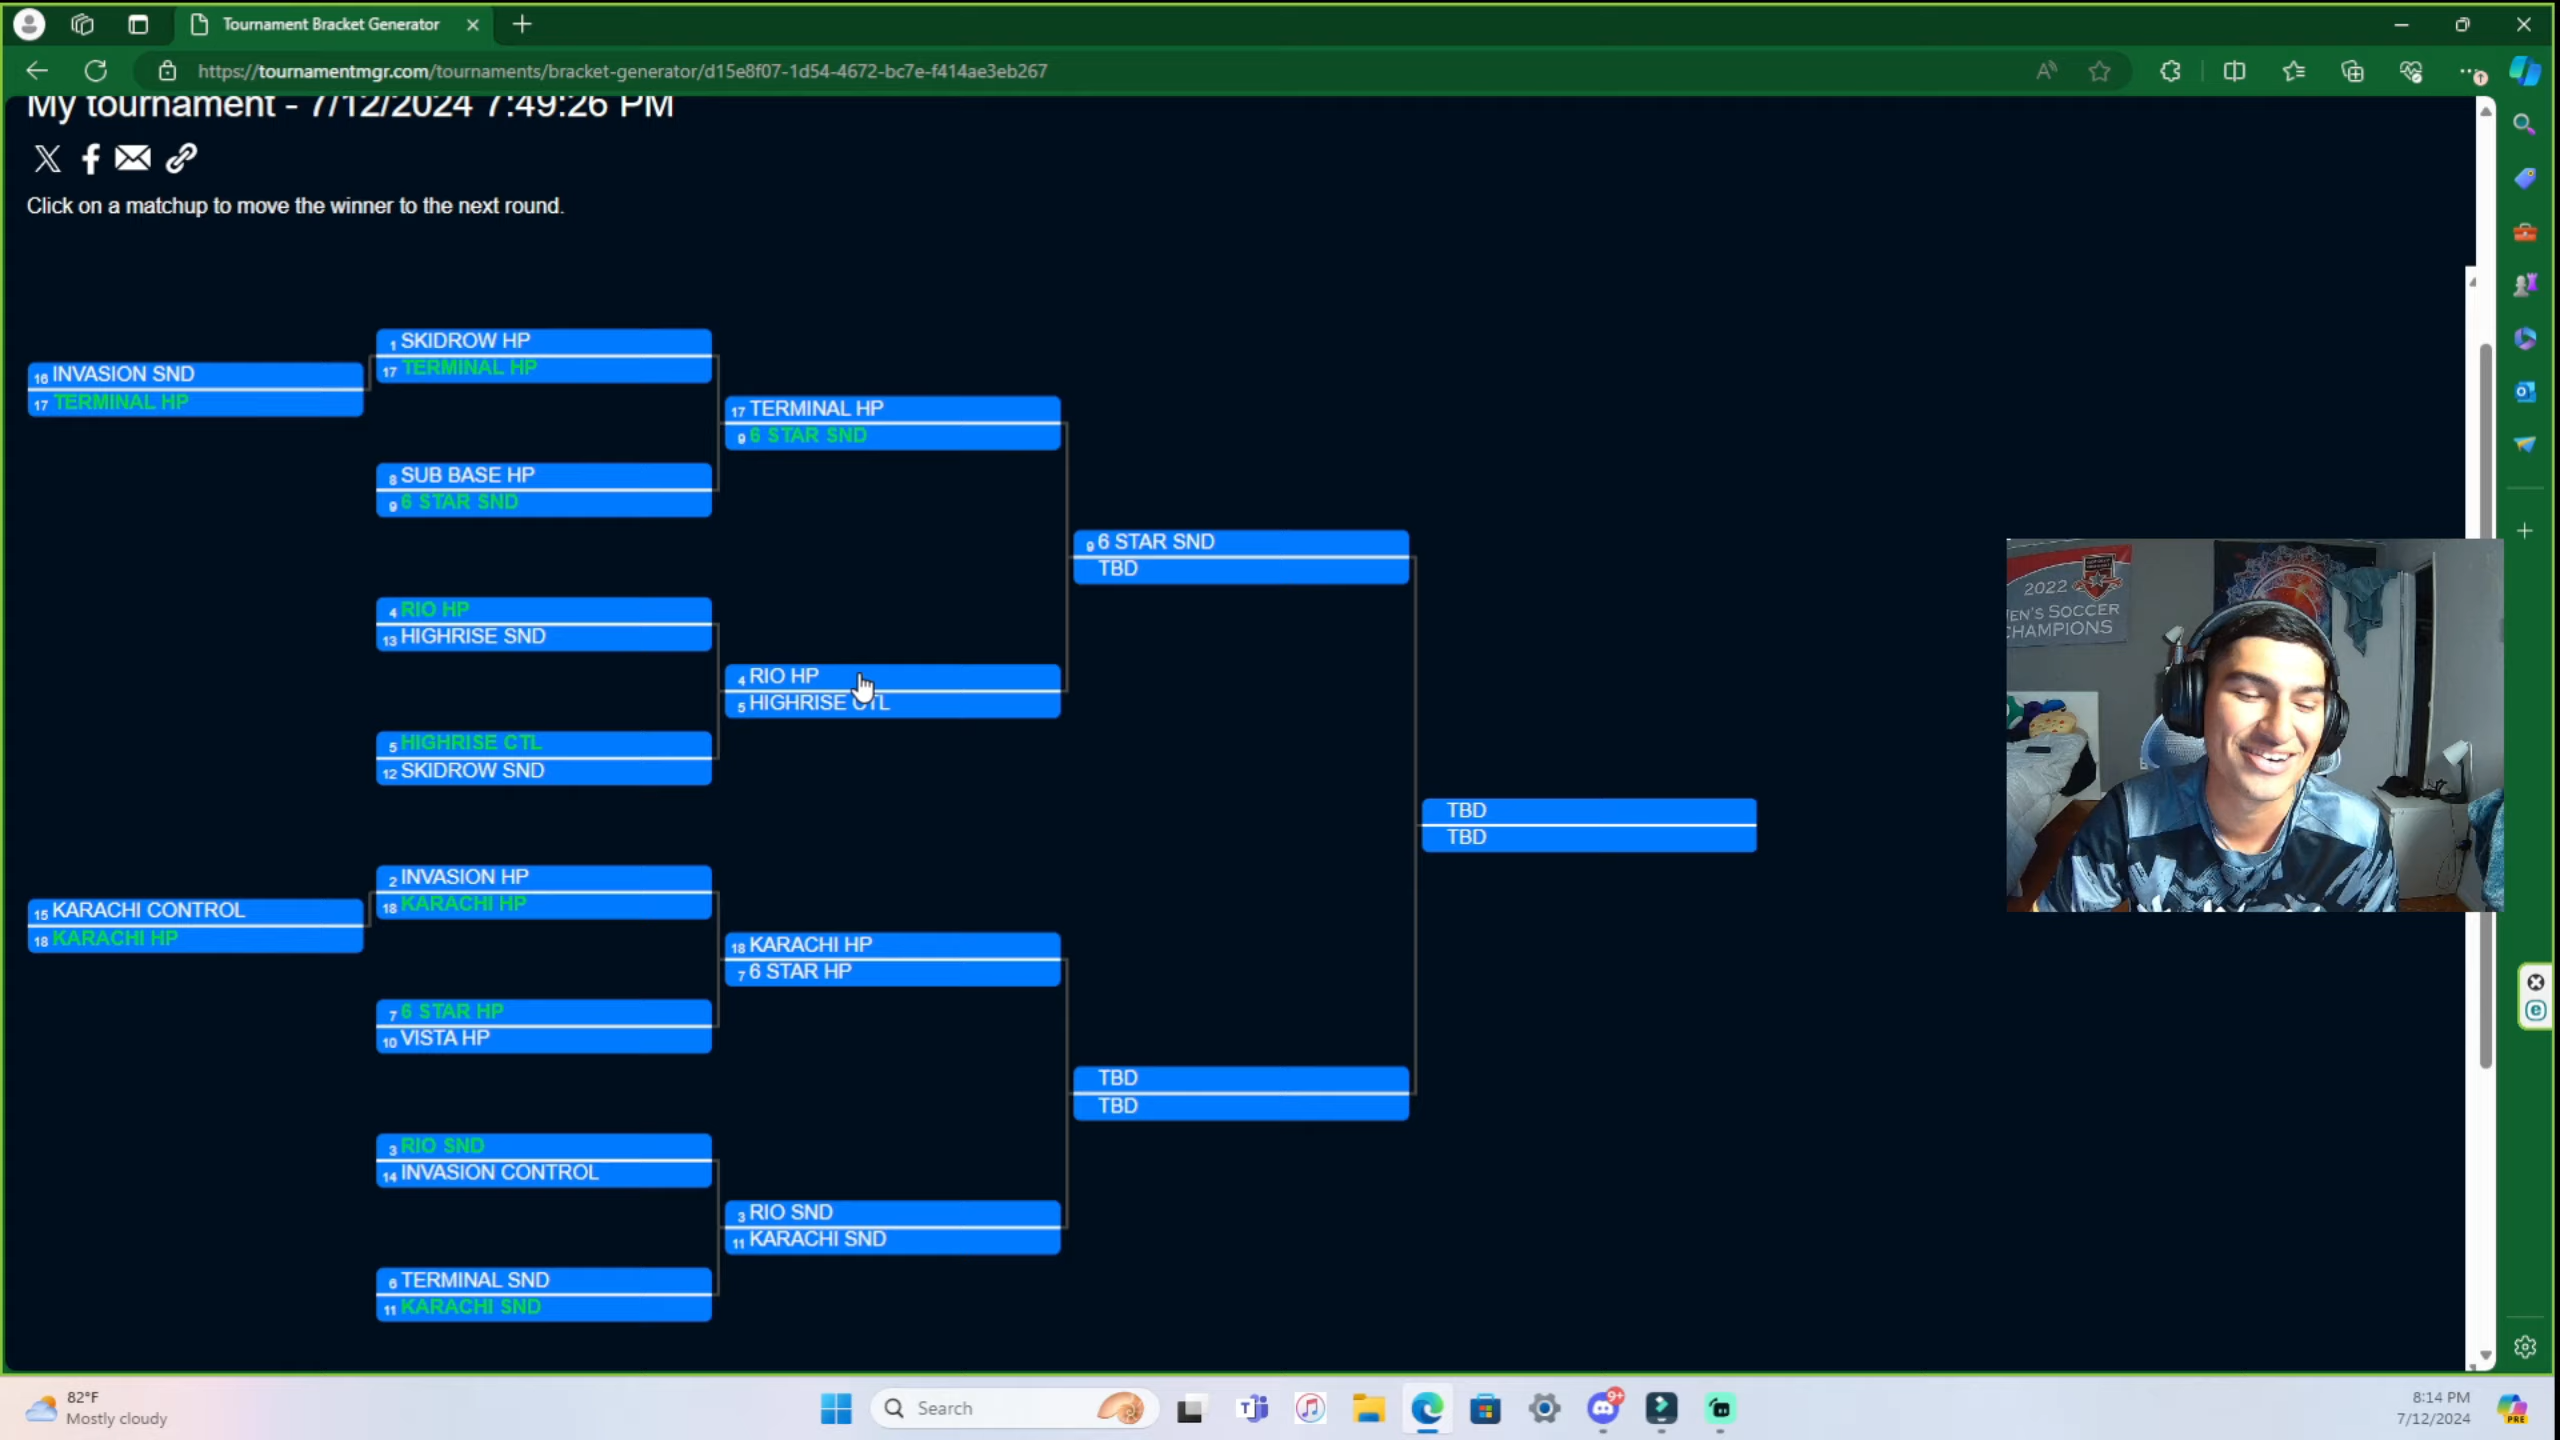 Tournament Bracket Generator
https://tournamentmgr.com/tournaments/bracket-generator/d15e8f07-1d54-4672-bc7e-f414ae3eb267
My tournament - 7/12/2024 7:49:26 PM
Click on a matchup to move the winner to the next round.
16 INVASION SND
17 TERMINAL HP
15 KARACHI CONTROL
18 KARACHI HP
1 SKIDROW HP
17 TERMINAL HP
8 SUB BASE HP
9 6 STAR SND
4 RIO HP
13 HIGHRISE SND
5 HIGHRISE CTL
12 SKIDROW SND
2 INVASION HP
18 KARACHI HP
7 6 STAR HP
10 VISTA HP
3 RIO SND
14 INVASION CONTROL
6 TERMINAL SND
11 KARACHI SND
17 TERMINAL HP
9 6 STAR SND
4 RIO HP
5 HIGHRISE CTL
18 KARACHI HP
7 6 STAR HP
3 RIO SND
11 KARACHI SND
9 6 STAR SND
TBD
TBD
TBD
TBD
TBD
2022
EN'S SOCCER
CHAMPIONS
82°F
Mostly cloudy
Search
9+
8:14 PM
7/12/2024
PRE